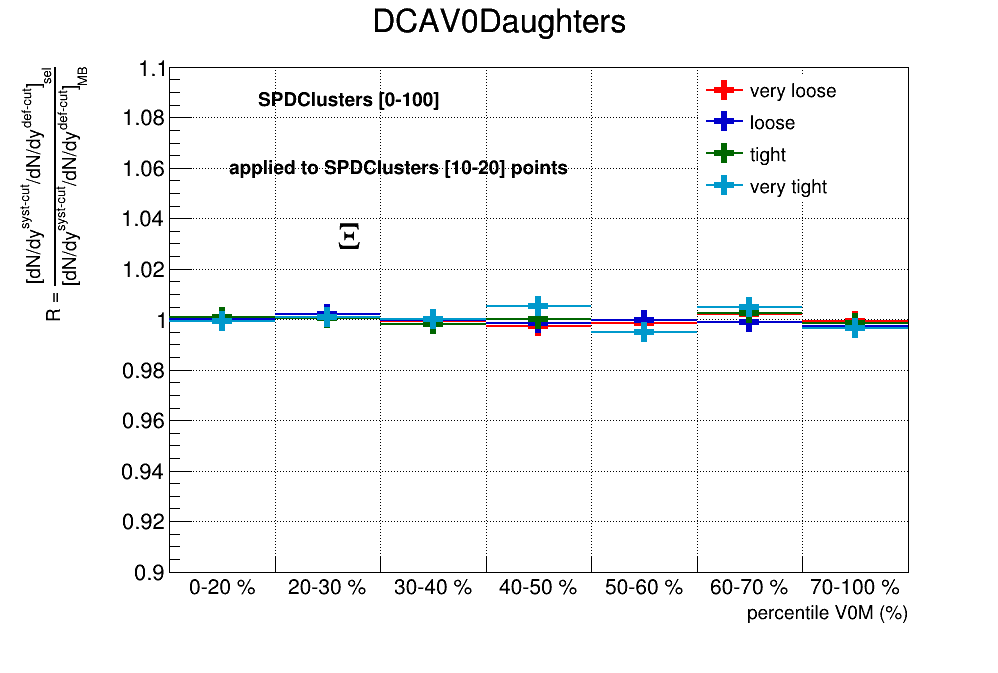 DCAV0Daughters
R = [dN/dy^syst-cut/dN/dy^def-cut]_sel
[dN/dy^syst-cut/dN/dy^def-cut]_MB
1.1
1.08
1.06
1.04
1.02
1
0.98
0.96
0.94
0.92
0.9
SPDClusters [0-100]
applied to SPDClusters [10-20] points
Ξ
very loose
loose
tight
very tight
0-20 % 20-30 % 30-40 % 40-50 % 50-60 % 60-70 % 70-100 %
percentile V0M (%)